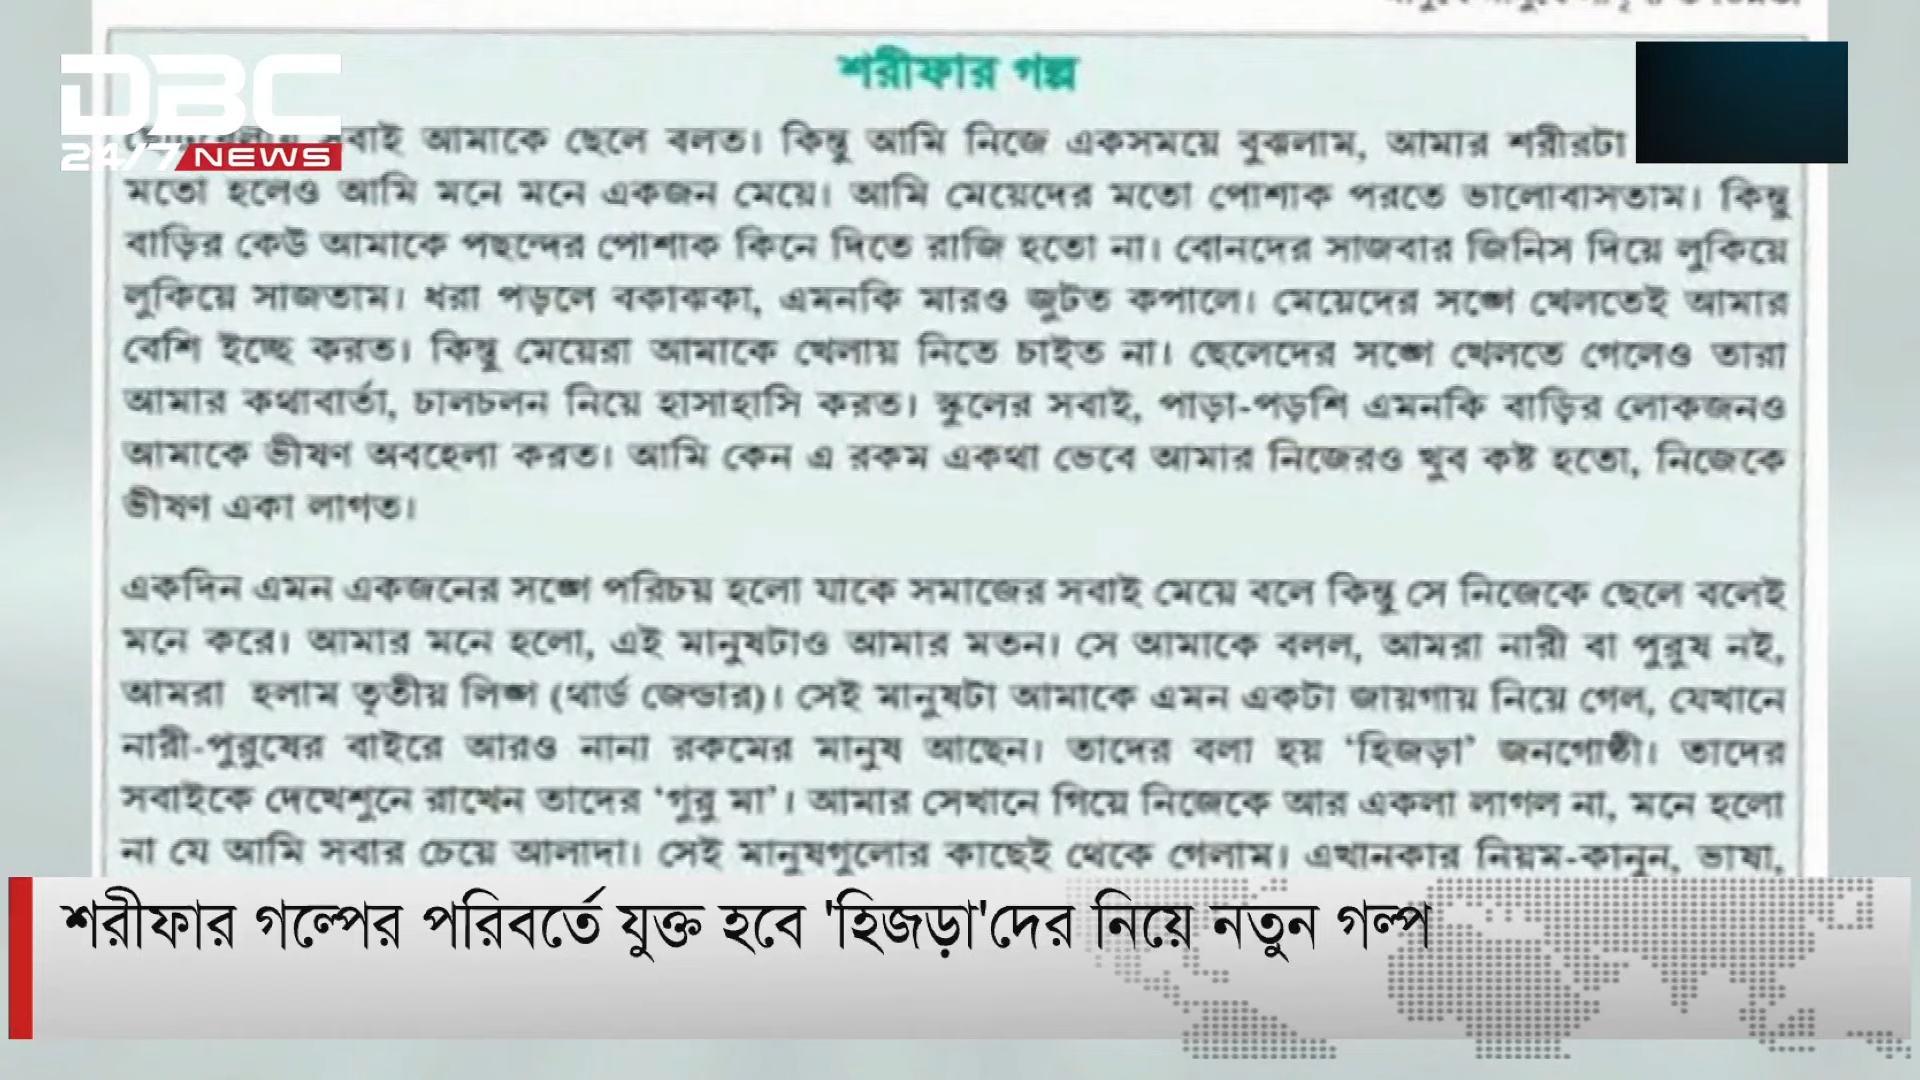 DBC
24/7 NEWS
শরীফার গল্প
সবাই আমাকে ছেলে বলত। কিন্তু আমি নিজে একসময়ে বুঝলাম, আমার শরীরটা
মতো হলেও আমি মনে মনে একজন মেয়ে। আমি মেয়েদের মতো পোশাক পরতে ভালোবাসতাম। কিন্তু
বাড়ির কেউ আমাকে পছন্দের পোশাক কিনে দিতে রাজি হতো না। বোনদের সাজবার জিনিস দিয়ে লুকিয়ে
লুকিয়ে সাজতাম। ধরা পড়লে বকাঝকা, এমনকি মারও জুটত কপালে। মেয়েদের সঙ্গে খেলতেই আমার
বেশি ইচ্ছে করত। কিন্তু মেয়েরা আমাকে খেলায় নিতে চাইত না। ছেলেদের সঙ্গে খেলতে গেলেও তারা
আমার কথাবার্তা, চালচলন নিয়ে হাসাহাসি করত। স্কুলের সবাই, পাড়া-পড়শি এমনকি বাড়ির লোকজনও
আমাকে ভীষণ অবহেলা করত। আমি কেন এ রকম একথা ভেবে আমার নিজেরও খুব কষ্ট হতো, নিজেকে
ভীষণ একা লাগত।
একদিন এমন একজনের সঙ্গে পরিচয় হলো যাকে সমাজের সবাই মেয়ে বলে কিন্তু সে নিজেকে ছেলে বলেই
মনে করে। আমার মনে হলো, এই মানুষটাও আমার মতন। সে আমাকে বলল, আমরা নারী বা পুরুষ নই,
আমরা হলাম তৃতীয় লিঙ্গ (থার্ড জেন্ডার)। সেই মানুষটা আমাকে এমন একটা জায়গায় নিয়ে গেল, যেখানে
নারী-পুরুষের বাইরে আরও নানা রকমের মানুষ আছেন। তাদের বলা হয় ‘হিজড়া’ জনগোষ্ঠী। তাদের
সবাইকে দেখেশুনে রাখেন তাদের ‘গুরু মা’। আমার সেখানে গিয়ে নিজেকে আর একলা লাগল না, মনে হলো
না যে আমি সবার চেয়ে আলাদা। সেই মানুষগুলোর কাছেই থেকে গেলাম। এখানকার নিয়ম-কানুন, ভাষা,
শরীফার গল্পের পরিবর্তে যুক্ত হবে 'হিজড়া'দের নিয়ে নতুন গল্প